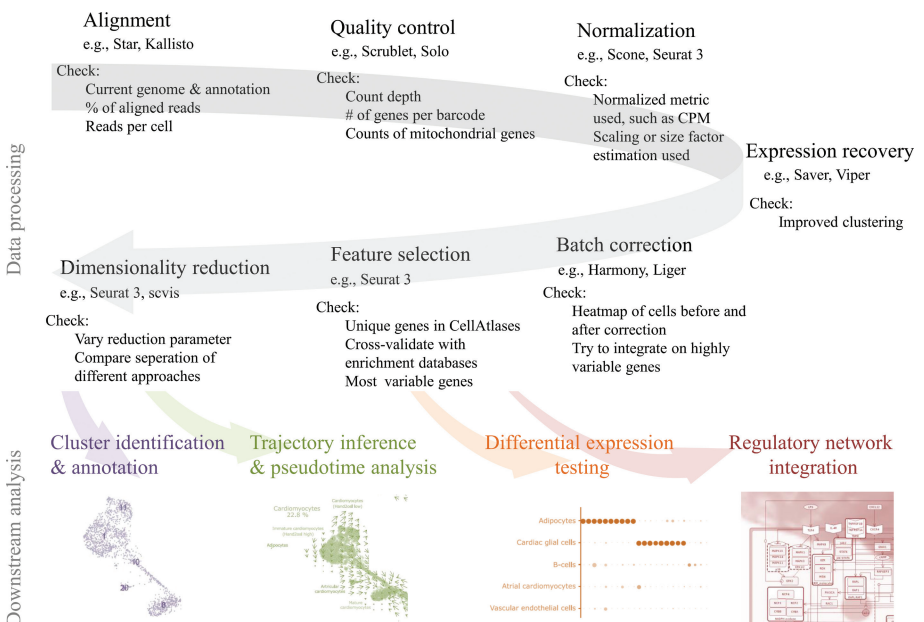 Alignment
e.g., Star, Kallisto
Check:
Current genome & annotation
% of aligned reads
Reads per cell
Quality control
e.g., Scrublet, Solo
Check:
Count depth
# of genes per barcode
Counts of mitochondrial genes
Normalization
e.g., Scone, Seurat 3
Check:
Normalized metric
used, such as CPM
Scaling or size factor
estimation used
Expression recovery
e.g., Saver, Viper
Check:
Improved clustering
Data processing
Batch correction
e.g., Harmony, Liger
Check:
Heatmap of cells before and
after correction
Try to integrate on highly
variable genes
Feature selection
e.g., Seurat 3
Check:
Unique genes in CellAtlases
Cross-validate with
enrichment databases
Most variable genes
Dimensionality reduction
e.g., Seurat 3, scvis
Check:
Vary reduction parameter
Compare seperation of
different approaches
Downstream analysis
Cluster identification
& annotation
Trajectory inference
& pseudotime analysis
Cardiomyocytes
22.8 %
Cardiomyocytes
Immature cardiomyocytes
Adipocytes
Mature
cardiomyocytes
Differential expression
testing
Adipocytes
Cardiac glial cells
B-cells
Atrial cardiomyocytes
Vascular endothelial cells
Regulatory network
integration